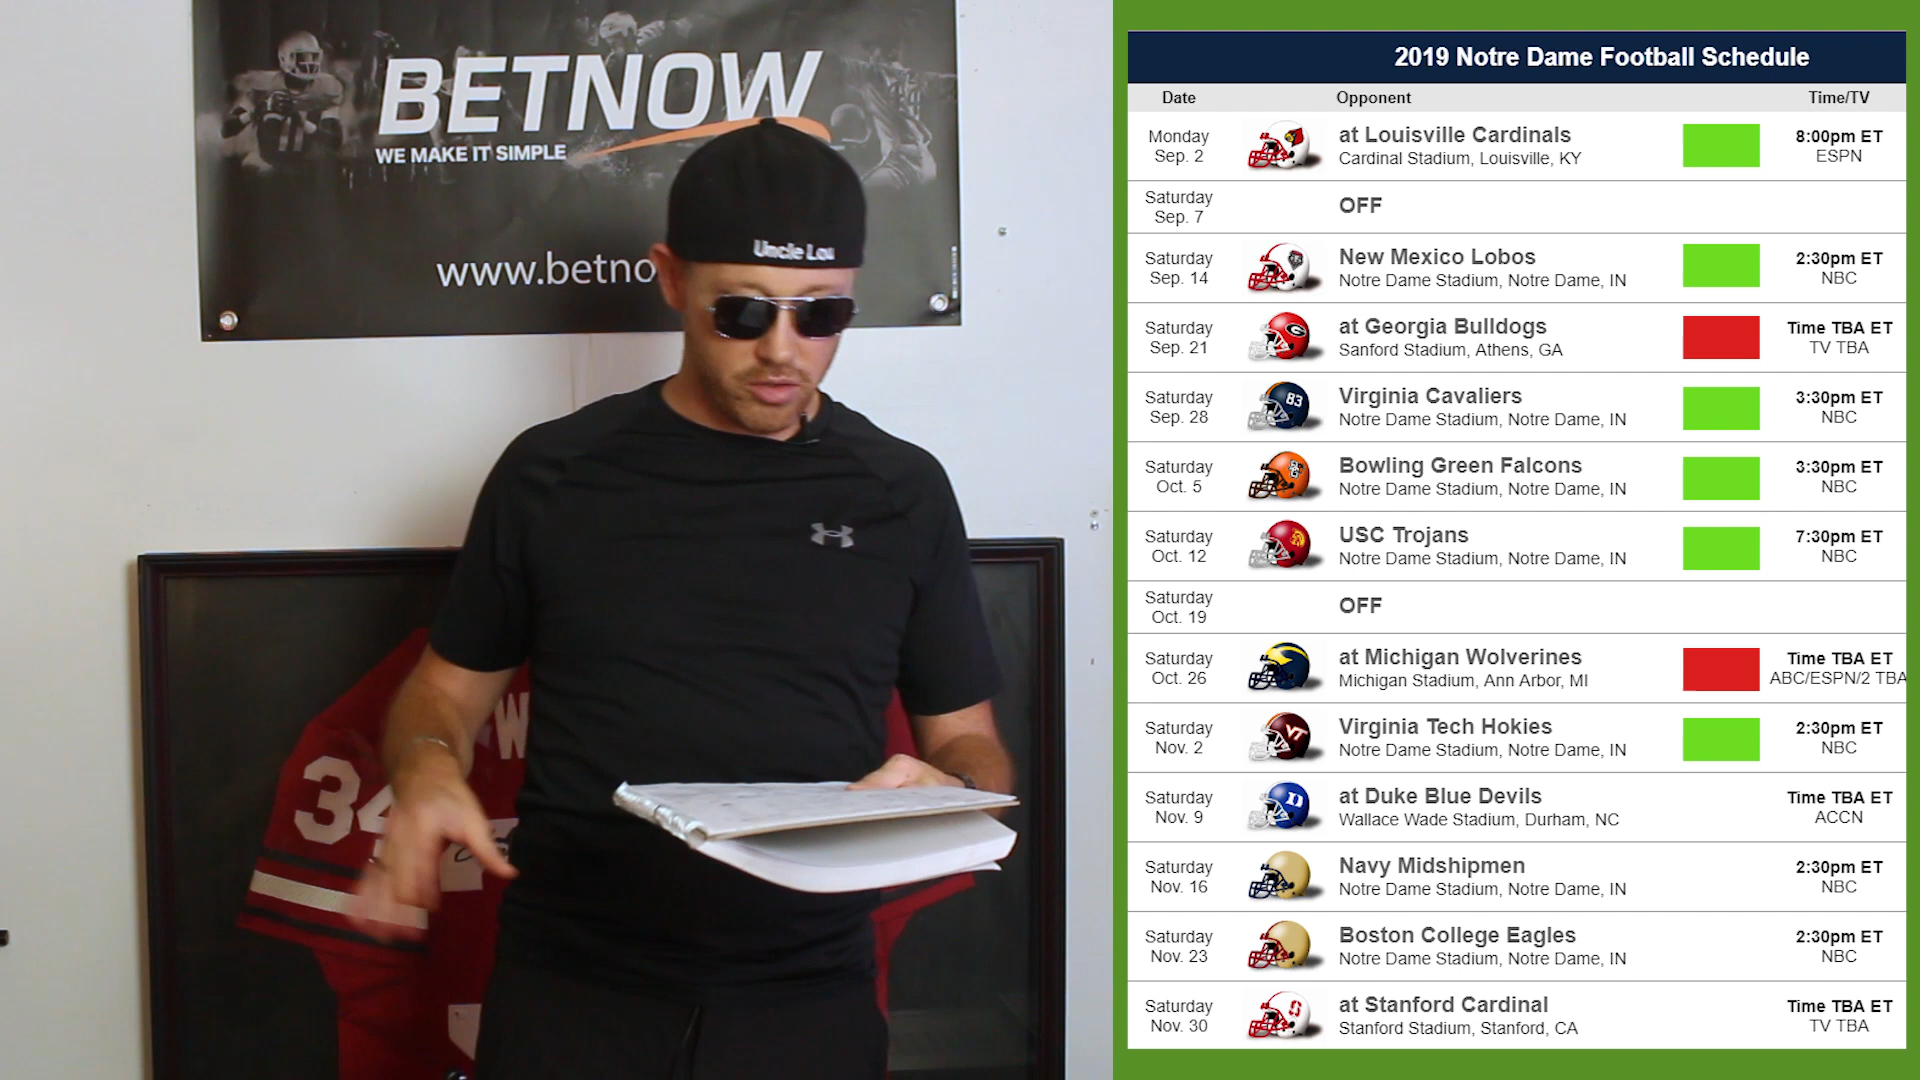 BETNOW
WE MAKE IT SIMPLE
www.betno
Uncle Lou
34
W
11
2019 Notre Dame Football Schedule
Date Opponent Time/TV
Monday Sep. 2 at Louisville Cardinals 8:00pm ET
Cardinal Stadium, Louisville, KY ESPN
Saturday Sep. 7 OFF
Saturday Sep. 14 New Mexico Lobos 2:30pm ET
Notre Dame Stadium, Notre Dame, IN NBC
Saturday Sep. 21 at Georgia Bulldogs Time TBA ET
Sanford Stadium, Athens, GA TV TBA
Saturday Sep. 28 83 Virginia Cavaliers 3:30pm ET
Notre Dame Stadium, Notre Dame, IN NBC
Saturday Oct. 5 Bowling Green Falcons 3:30pm ET
Notre Dame Stadium, Notre Dame, IN NBC
Saturday Oct. 12 USC Trojans 7:30pm ET
Notre Dame Stadium, Notre Dame, IN NBC
Saturday Oct. 19 OFF
Saturday Oct. 26 at Michigan Wolverines Time TBA ET
Michigan Stadium, Ann Arbor, MI ABC/ESPN/2 TBA
Saturday Nov. 2 VT Virginia Tech Hokies 2:30pm ET
Notre Dame Stadium, Notre Dame, IN NBC
Saturday Nov. 9 D at Duke Blue Devils Time TBA ET
Wallace Wade Stadium, Durham, NC ACCN
Saturday Nov. 16 Navy Midshipmen 2:30pm ET
Notre Dame Stadium, Notre Dame, IN NBC
Saturday Nov. 23 Boston College Eagles 2:30pm ET
Notre Dame Stadium, Notre Dame, IN NBC
Saturday Nov. 30 S at Stanford Cardinal Time TBA ET
Stanford Stadium, Stanford, CA TV TBA